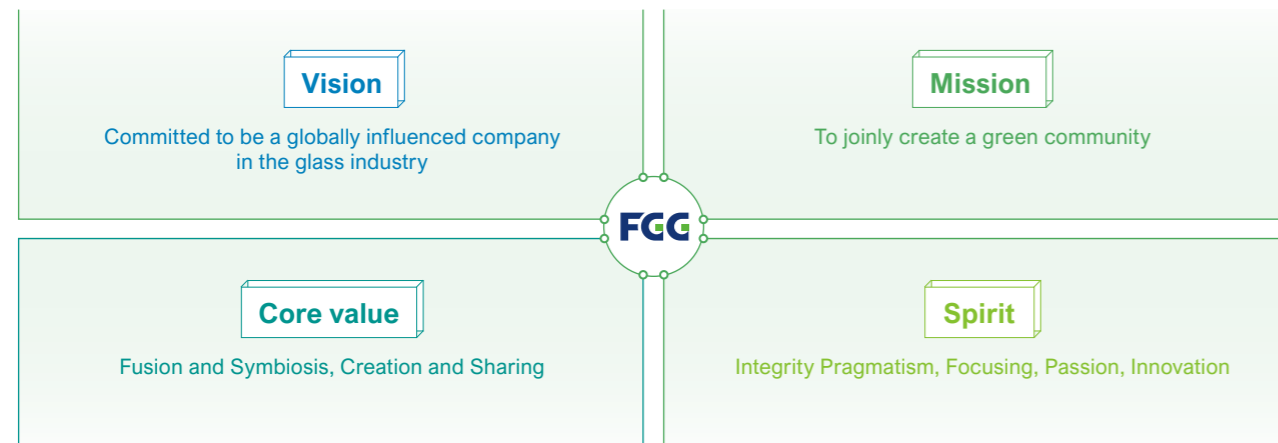 Vision
Committed to be a globally influenced company
in the glass industry
Mission
To joinly create a green community
FGG
Core value
Fusion and Symbiosis, Creation and Sharing
Spirit
Integrity Pragmatism, Focusing, Passion, Innovation